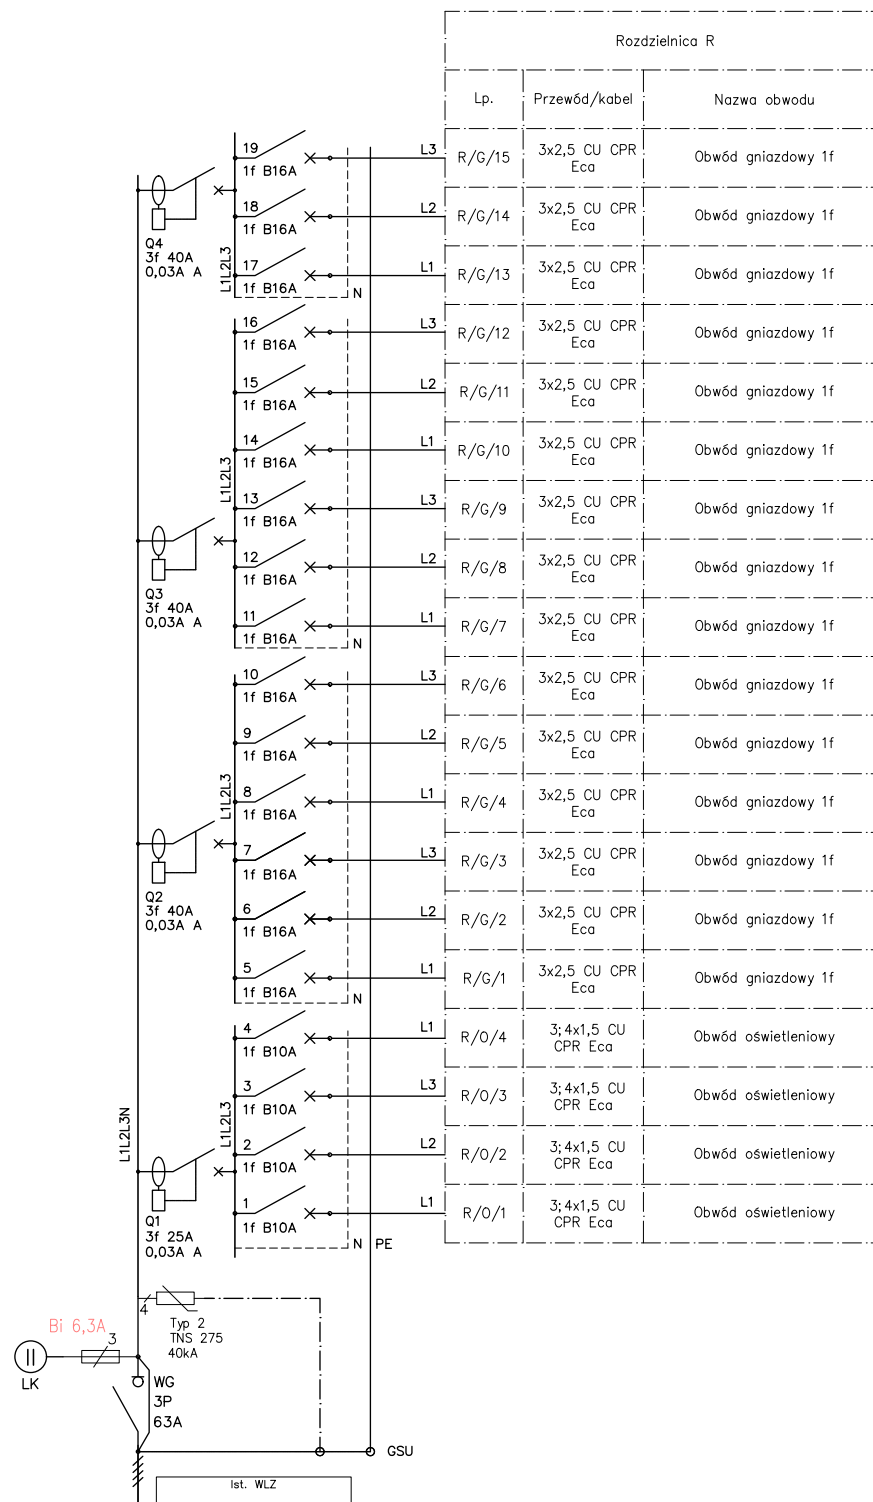 Rozdzielnica R
Lp. Przewód/kabel Nazwa obwodu
19 L3 R/G/15 3x2,5 CU CPR Eca Obwód gniazdowy 1f
1f B16A
18 L2 R/G/14 3x2,5 CU CPR Eca Obwód gniazdowy 1f
1f B16A
Q4
3f 40A
0,03A A
L1L2L3
17 L1 R/G/13 3x2,5 CU CPR Eca Obwód gniazdowy 1f
1f B16A
N
16 L3 R/G/12 3x2,5 CU CPR Eca Obwód gniazdowy 1f
1f B16A
15 L2 R/G/11 3x2,5 CU CPR Eca Obwód gniazdowy 1f
1f B16A
14 L1 R/G/10 3x2,5 CU CPR Eca Obwód gniazdowy 1f
1f B16A
L1L2L3
13 L3 R/G/9 3x2,5 CU CPR Eca Obwód gniazdowy 1f
1f B16A
12 L2 R/G/8 3x2,5 CU CPR Eca Obwód gniazdowy 1f
1f B16A
Q3
3f 40A
0,03A A
11 L1 R/G/7 3x2,5 CU CPR Eca Obwód gniazdowy 1f
1f B16A
N
10 L3 R/G/6 3x2,5 CU CPR Eca Obwód gniazdowy 1f
1f B16A
9 L2 R/G/5 3x2,5 CU CPR Eca Obwód gniazdowy 1f
1f B16A
L1L2L3
8 L1 R/G/4 3x2,5 CU CPR Eca Obwód gniazdowy 1f
1f B16A
7 L3 R/G/3 3x2,5 CU CPR Eca Obwód gniazdowy 1f
1f B16A
Q2
3f 40A
0,03A A
6 L2 R/G/2 3x2,5 CU CPR Eca Obwód gniazdowy 1f
1f B16A
5 L1 R/G/1 3x2,5 CU CPR Eca Obwód gniazdowy 1f
1f B16A
N
4 L1 R/O/4 3; 4x1,5 CU CPR Eca Obwód oświetleniowy
1f B10A
3 L3 R/O/3 3; 4x1,5 CU CPR Eca Obwód oświetleniowy
1f B10A
L1L2L3N
L1L2L3
2 L2 R/O/2 3; 4x1,5 CU CPR Eca Obwód oświetleniowy
1f B10A
1 L1 R/O/1 3; 4x1,5 CU CPR Eca Obwód oświetleniowy
1f B10A
Q1
3f 25A
0,03A A
N PE
4
Typ 2
TNS 275
40kA
Bi 6,3A
3
LK
WG
3P
63A
GSU
Ist. WLZ